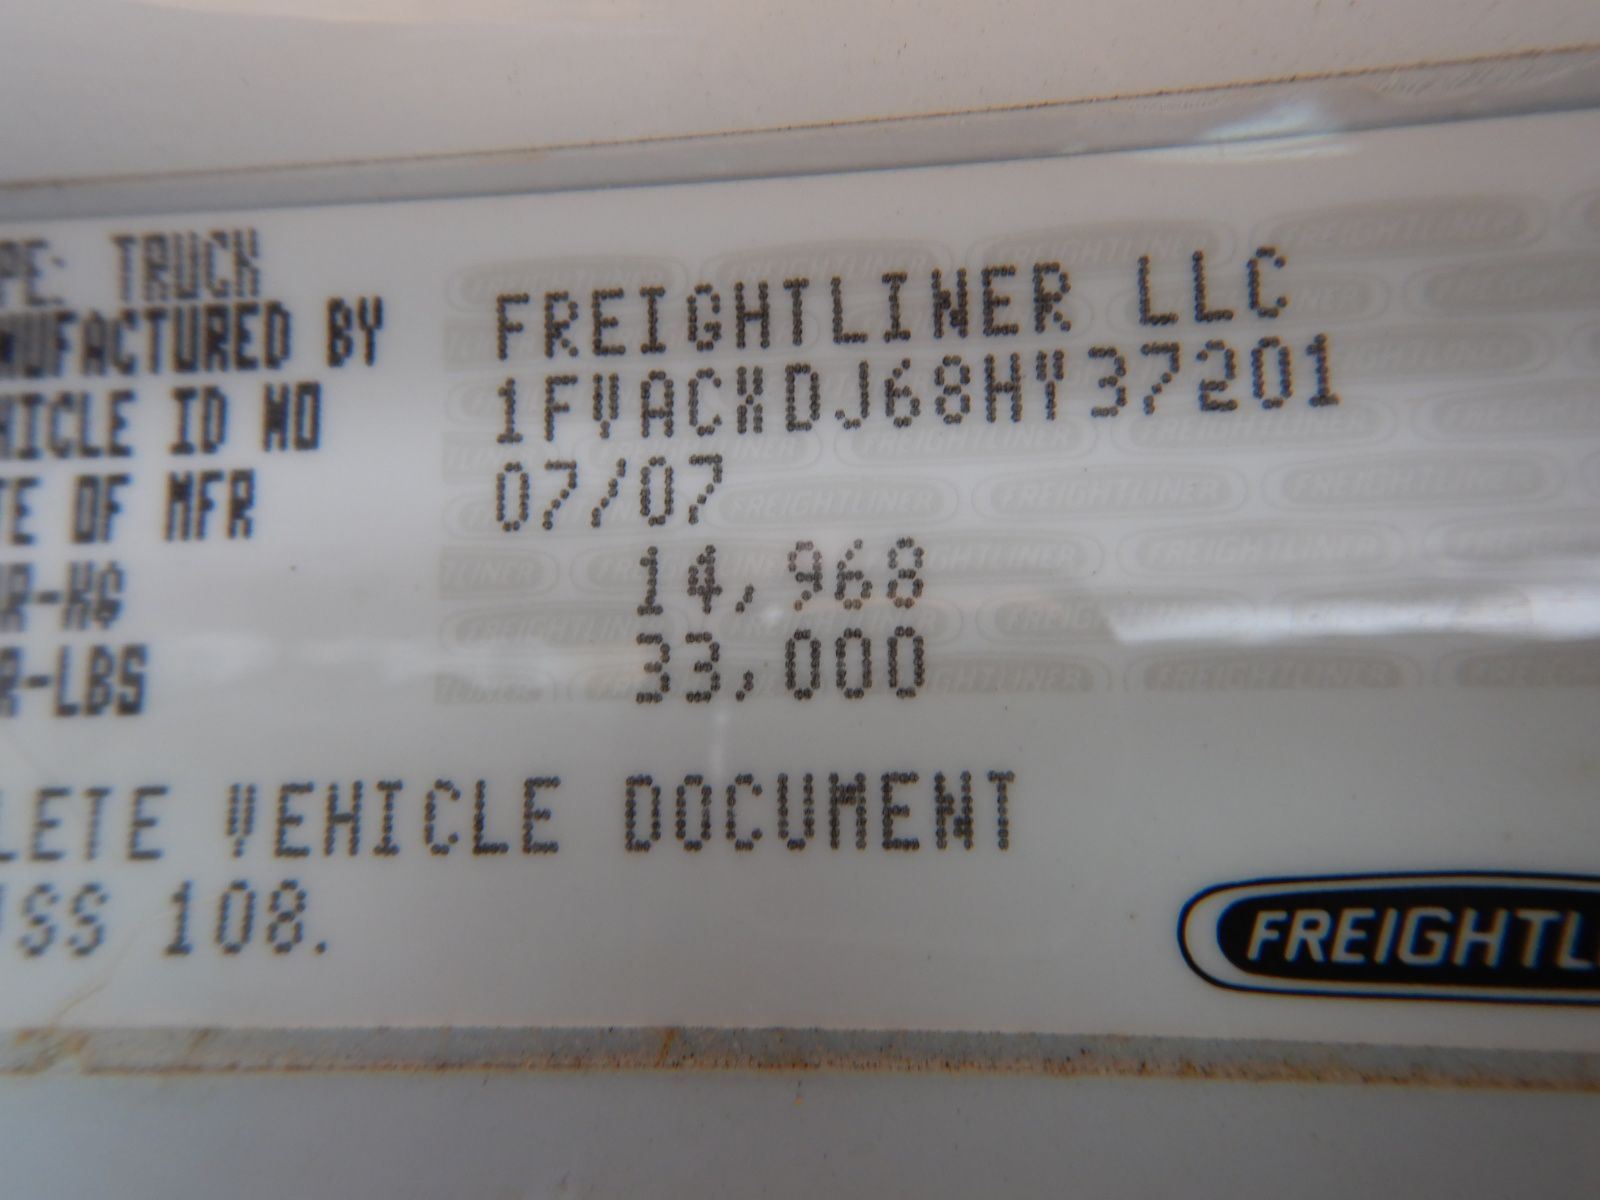 PE: TRUCK
NUFACTURED BY FREIGHTLINER LLC
HICLE ID NO 1FVACXDJ68HY37201
TE OF MFR 07/07
R-KG 14,968
R-LBS 33,000
LETE VEHICLE DOCUMENT
SS 108.
FREIGHTL